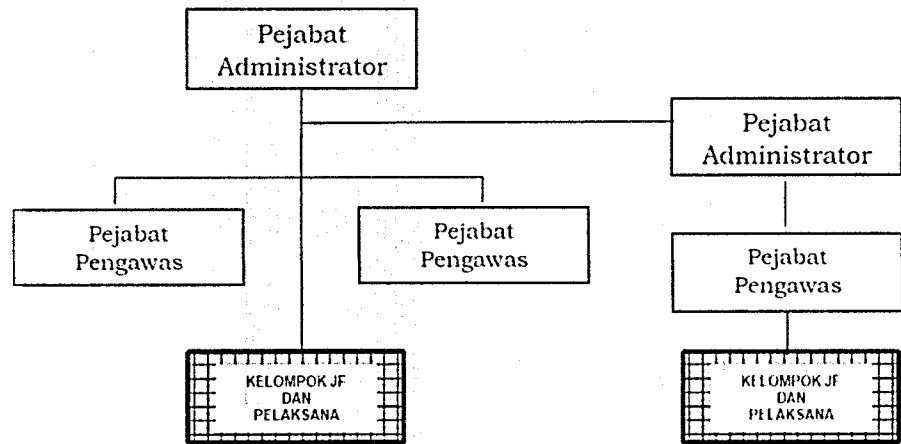 Pejabat
Administrator
Pejabat
Administrator
Pejabat
Pengawas
Pejabat
Pengawas
Pejabat
Pengawas
KELOMPOK JF
DAN
PELAKSANA
KELOMPOK JF
DAN
PELAKSANA